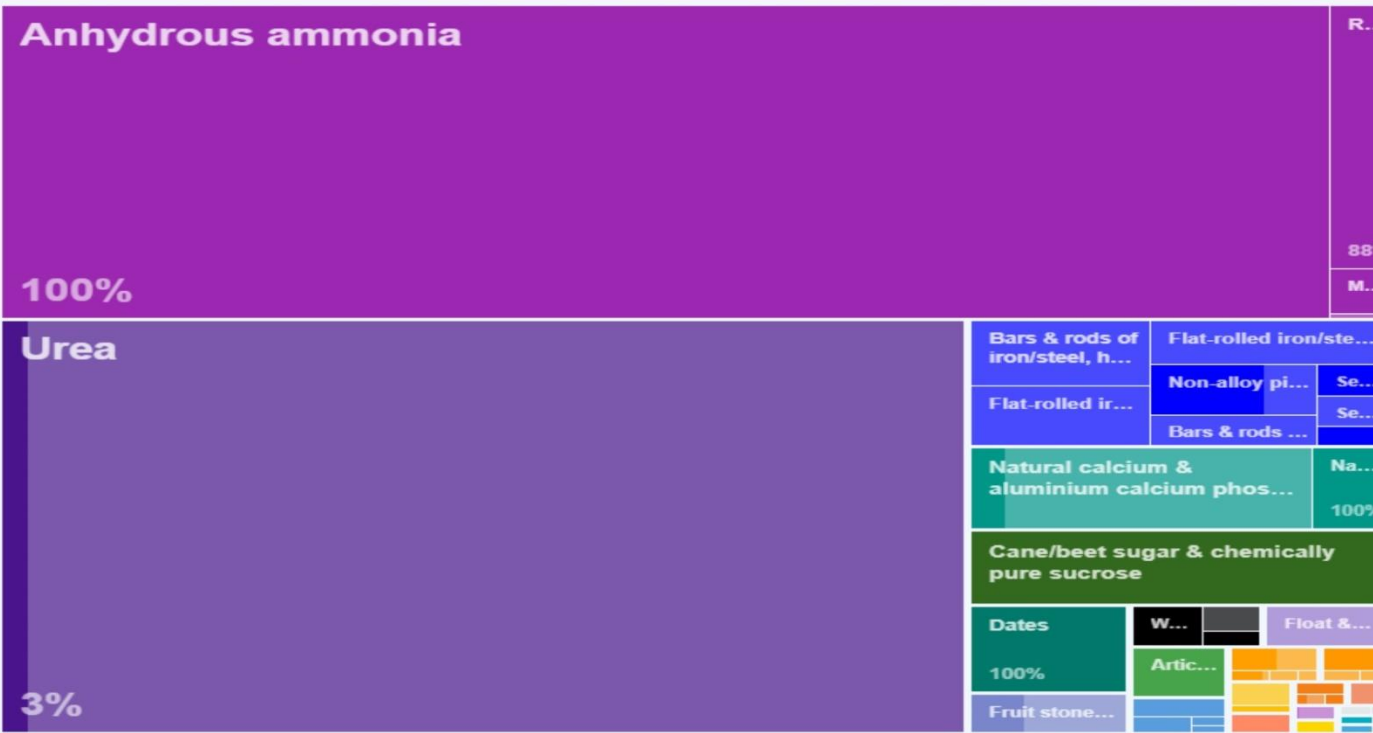 Anhydrous ammonia
100%
R..
88
M..
Urea
3%
Bars & rods of
iron/steel, h...
Flat-rolled ir...
Flat-rolled iron/ste...
Non-alloy pi...
Bars & rods ...
Se...
Se...
Natural calcium &
aluminium calcium phos...
Na...
100%
Cane/beet sugar & chemically
pure sucrose
Dates
100%
Fruit stone...
W...
Float &...
Artic...